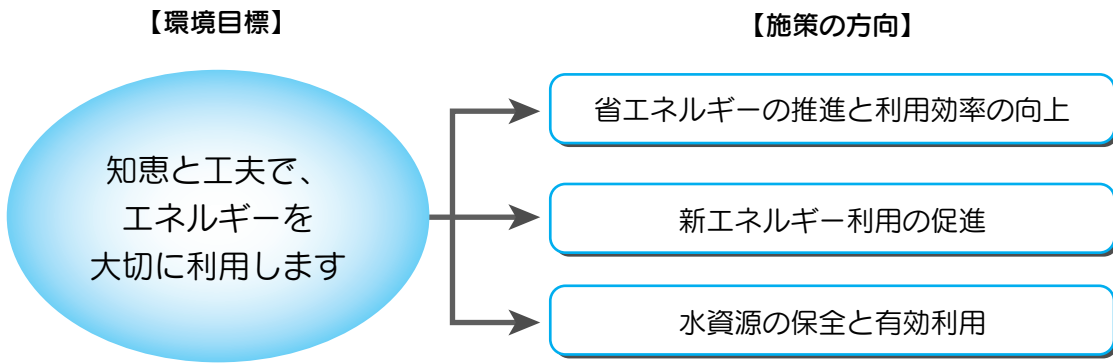 【環境目標】
【施策の方向】
知恵と工夫で、
エネルギーを
大切に利用します
省エネルギーの推進と利用効率の向上
新エネルギー利用の促進
水資源の保全と有効利用